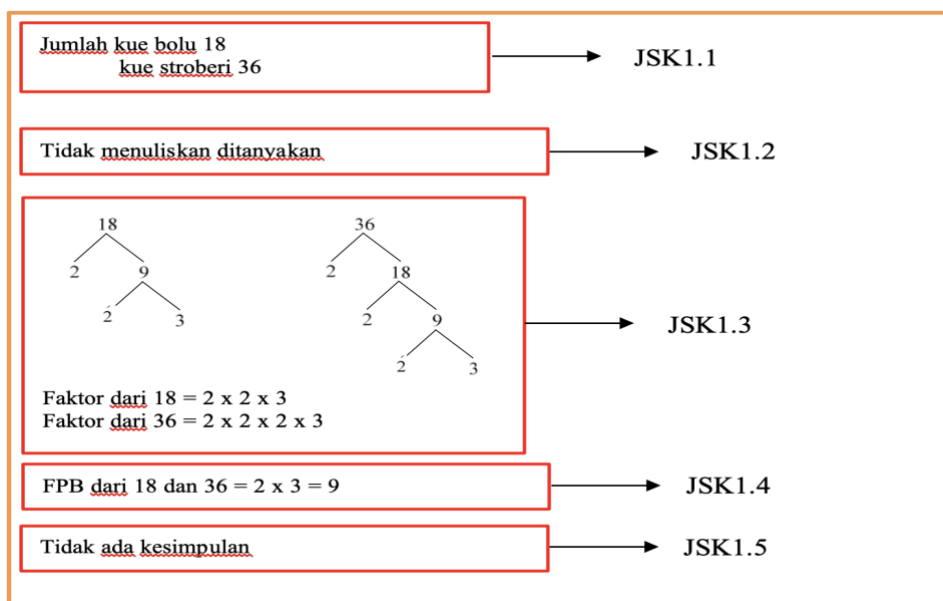 Jumlah kue bolu 18
kue stroberi 36
JSK1.1
Tidak menuliskan ditanyakan
JSK1.2
18
36
2
9
2
18
2
3
2
9
2
3
JSK1.3
Faktor dari 18 = 2 x 2 x 3
Faktor dari 36 = 2 x 2 x 2 x 3
FPB dari 18 dan 36 = 2 x 3 = 9
JSK1.4
Tidak ada kesimpulan
JSK1.5